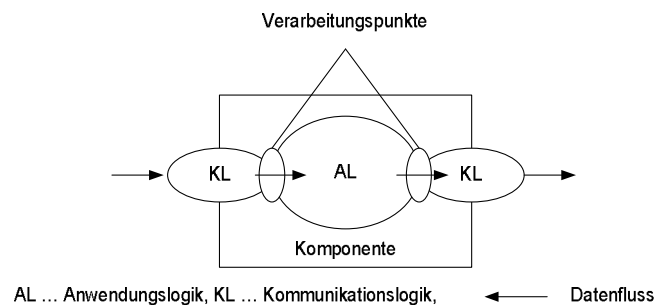 Verarbeitungspunkte
KL
AL
KL
Komponente
AL ... Anwendungslogik, KL ... Kommunikationslogik, Datenfluss